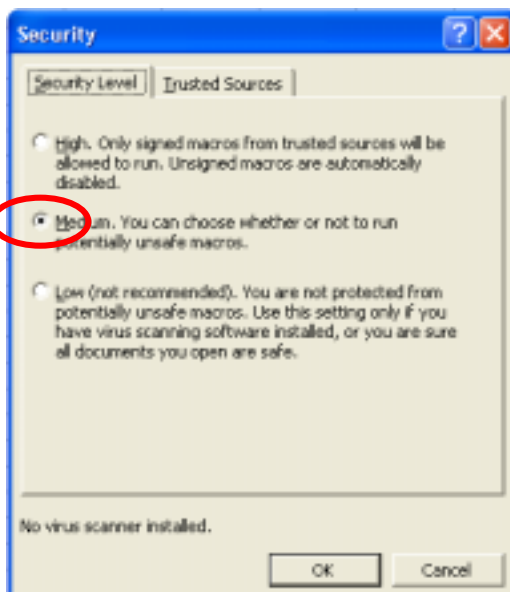 Security
Security Level Trusted Sources
High. Only signed macros from trusted sources will be
allowed to run. Unsigned macros are automatically
disabled.
Medium. You can choose whether or not to run
potentially unsafe macros.
Low (not recommended). You are not protected from
potentially unsafe macros. Use this setting only if you
have virus scanning software installed, or you are sure
all documents you open are safe.
No virus scanner installed.
OK Cancel